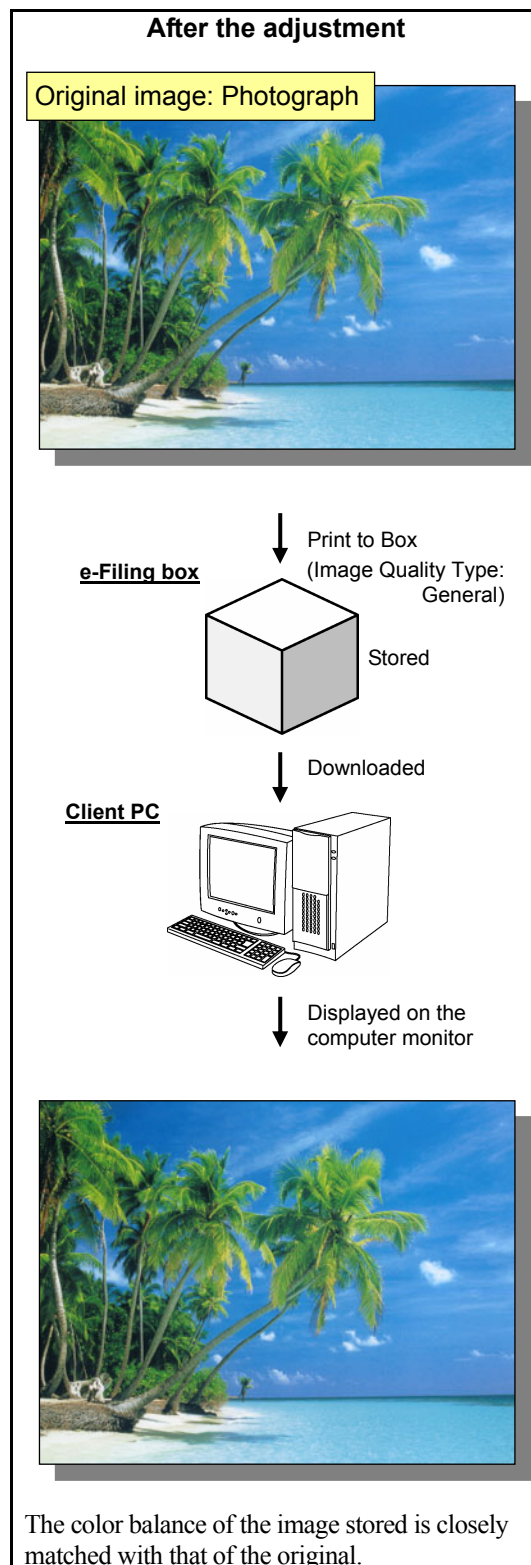 After the adjustment
Original image: Photograph
Print to Box
(Image Quality Type:
General)
e-Filing box
Stored
Downloaded
Client PC
Displayed on the
computer monitor
The color balance of the image stored is closely
matched with that of the original.